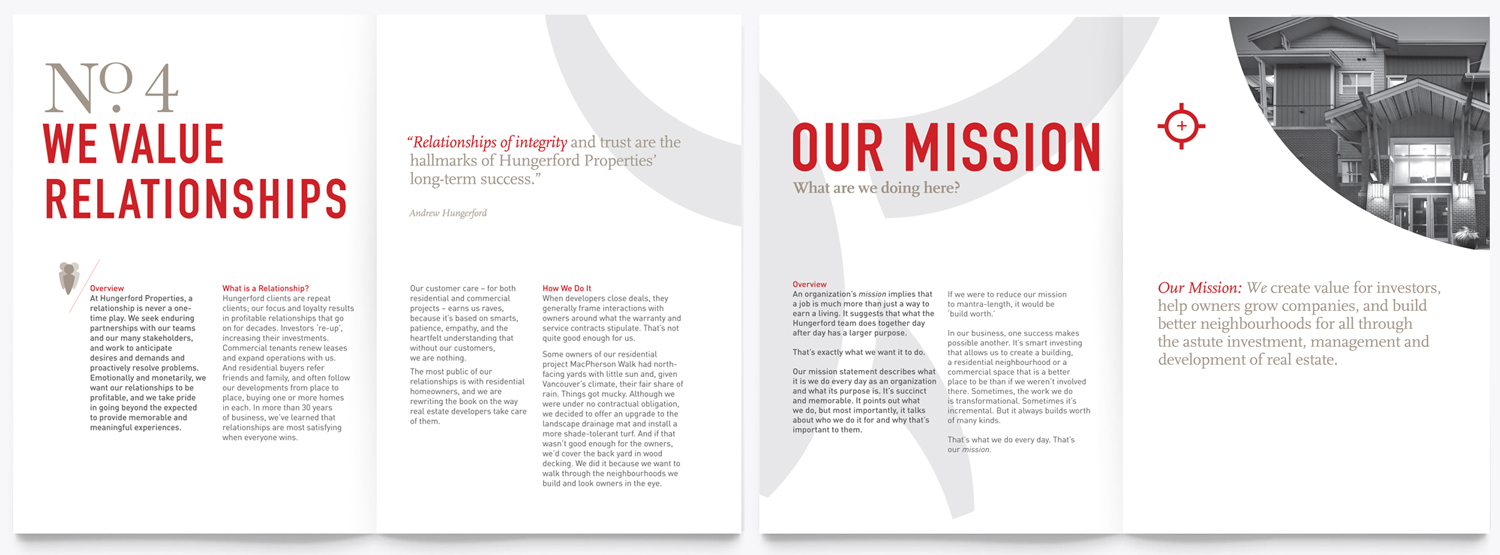 Nº. 4
WE VALUE
RELATIONSHIPS
Overview
At Hungerford Properties, a
relationship is never a one-
time play. We seek enduring
partnerships with our teams
and our many stakeholders,
and work to anticipate
desires and demands and
proactively resolve problems.
Emotionally and monetarily, we
want our relationships to be
profitable, and we take pride
in going beyond the expected
to provide memorable and
meaningful experiences.
What is a Relationship?
Hungerford clients are repeat
clients; our focus and loyalty results
in profitable relationships that go
on for decades. Investors ‘re-up’,
increasing their investments.
Commercial tenants renew leases
and expand operations with us.
And residential buyers refer
friends and family, and often follow
our developments from place to
place, buying one or more homes
in each. In more than 30 years
of business, we’ve learned that
relationships are most satisfying
when everyone wins.
“Relationships of integrity and trust are the
hallmarks of Hungerford Properties’
long-term success.”
Andrew Hungerford
Our customer care – for both
residential and commercial
projects – earns us raves,
because it’s based on smarts,
patience, empathy, and the
heartfelt understanding that
without our customers,
we are nothing.
The most public of our
relationships is with residential
homeowners, and we are
rewriting the book on the way
real estate developers take care
of them.
How We Do It
When developers close deals, they
generally frame interactions with
owners around what the warranty and
service contracts stipulate. That’s not
quite good enough for us.
Some owners of our residential
project MacPherson Walk had north-
facing yards with little sun and, given
Vancouver’s climate, their fair share of
rain. Things got mucky. Although we
were under no contractual obligation,
we decided to offer an upgrade to the
landscape drainage mat and install a
more shade-tolerant turf. And if that
wasn’t good enough for the owners,
we’d cover the back yard in wood
decking. We did it because we want to
walk through the neighbourhoods we
build and look owners in the eye.
OUR MISSION
What are we doing here?
Overview
An organization’s mission implies that
a job is much more than just a way to
earn a living. It suggests that what the
Hungerford team does together day
after day has a larger purpose.
That’s exactly what we want it to do.
Our mission statement describes what
it is we do every day as an organization
and what its purpose is. It’s succinct
and memorable. It points out what
we do, but most importantly, it talks
about who we do it for and why that’s
important to them.
If we were to reduce our mission
to mantra-length, it would be
‘build worth.’
In our business, one success makes
possible another. It’s smart investing
that allows us to create a building,
a residential neighbourhood or a
commercial space that is a better
place to be than if we weren’t involved
there. Sometimes, the work we do
is transformational. Sometimes it’s
incremental. But it always builds worth
of many kinds.
That’s what we do every day. That’s
our mission.
Our Mission: We create value for investors,
help owners grow companies, and build
better neighbourhoods for all through
the astute investment, management and
development of real estate.